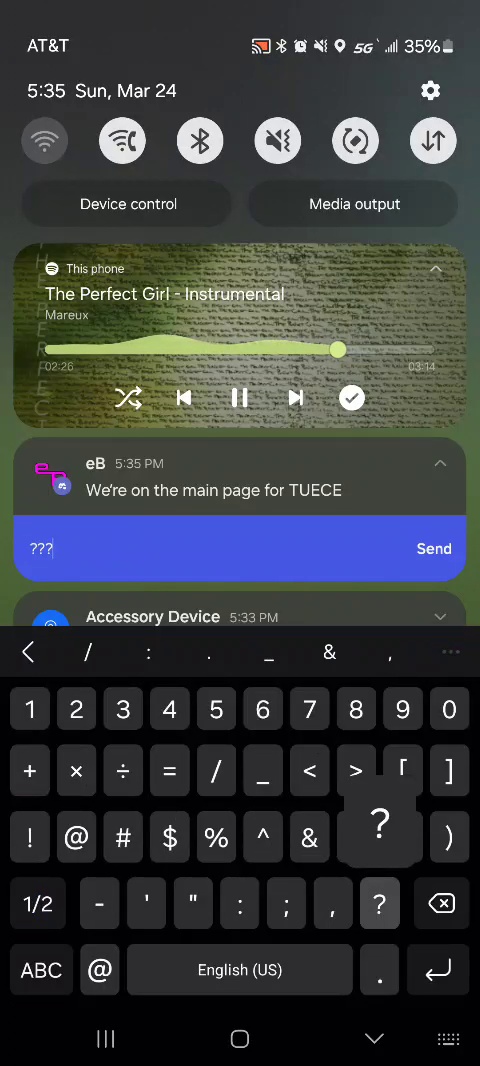 AT&T 5G 35%
5:35 Sun, Mar 24
Device control Media output
This phone
The Perfect Girl - Instrumental
Mareux
02:26 03:14
eB 5:35 PM
We're on the main page for TUECE
??? Send
Accessory Device 5:33 PM
/ : . _ & ,
1 2 3 4 5 6 7 8 9 0
+ × ÷ = / _ < > [ ]
! @ # $ % ^ & ? )
1/2 - ' " : ; , ?
ABC @ English (US) .